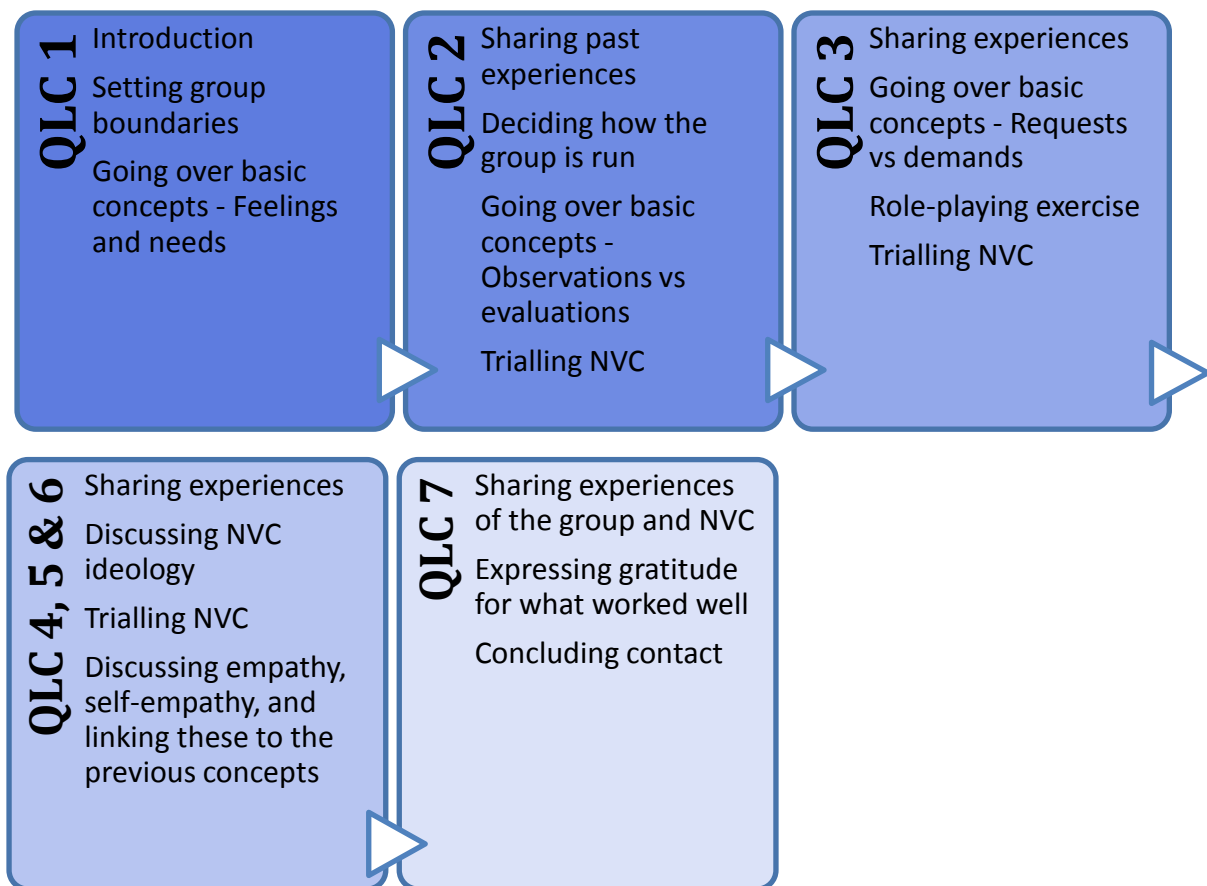 QLC 1
Introduction
Setting group
boundaries
Going over basic
concepts - Feelings
and needs
QLC 2
Sharing past
experiences
Deciding how the
group is run
Going over basic
concepts -
Observations vs
evaluations
Trialling NVC
QLC 3
Sharing experiences
Going over basic
concepts - Requests
vs demands
Role-playing exercise
Trialling NVC
QLC 4, 5 & 6
Sharing experiences
Discussing NVC
ideology
Trialling NVC
Discussing empathy,
self-empathy, and
linking these to the
previous concepts
QLC 7
Sharing experiences
of the group and NVC
Expressing gratitude
for what worked well
Concluding contact